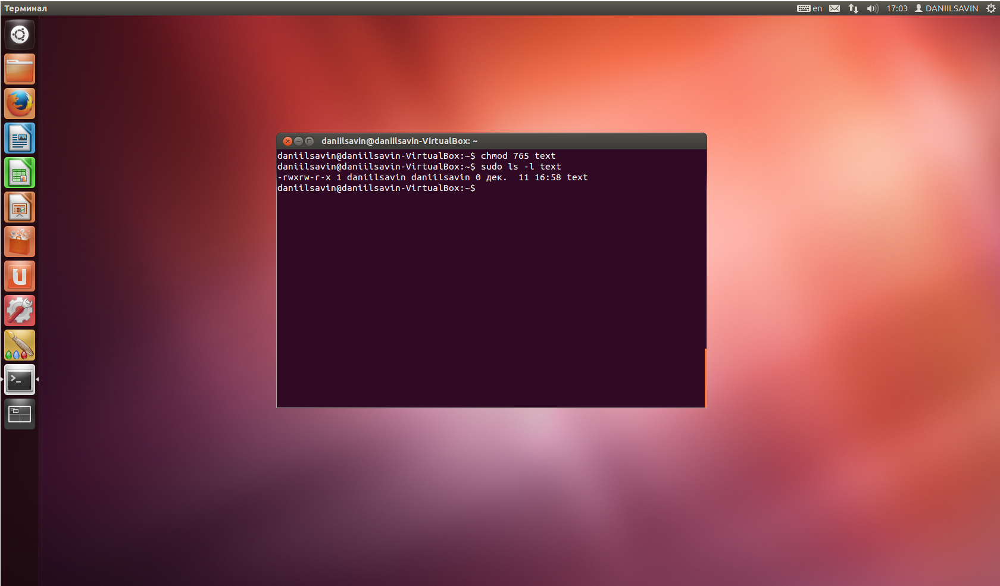 Терминал
en
17:03
DANIILSAVIN
daniilsavin@daniilsavin-VirtualBox: ~
daniilsavin@daniilsavin-VirtualBox:~$ chmod 765 text
daniilsavin@daniilsavin-VirtualBox:~$ sudo ls -l text
-rwxrw-r-x 1 daniilsavin daniilsavin 0 дек.  11 16:58 text
daniilsavin@daniilsavin-VirtualBox:~$